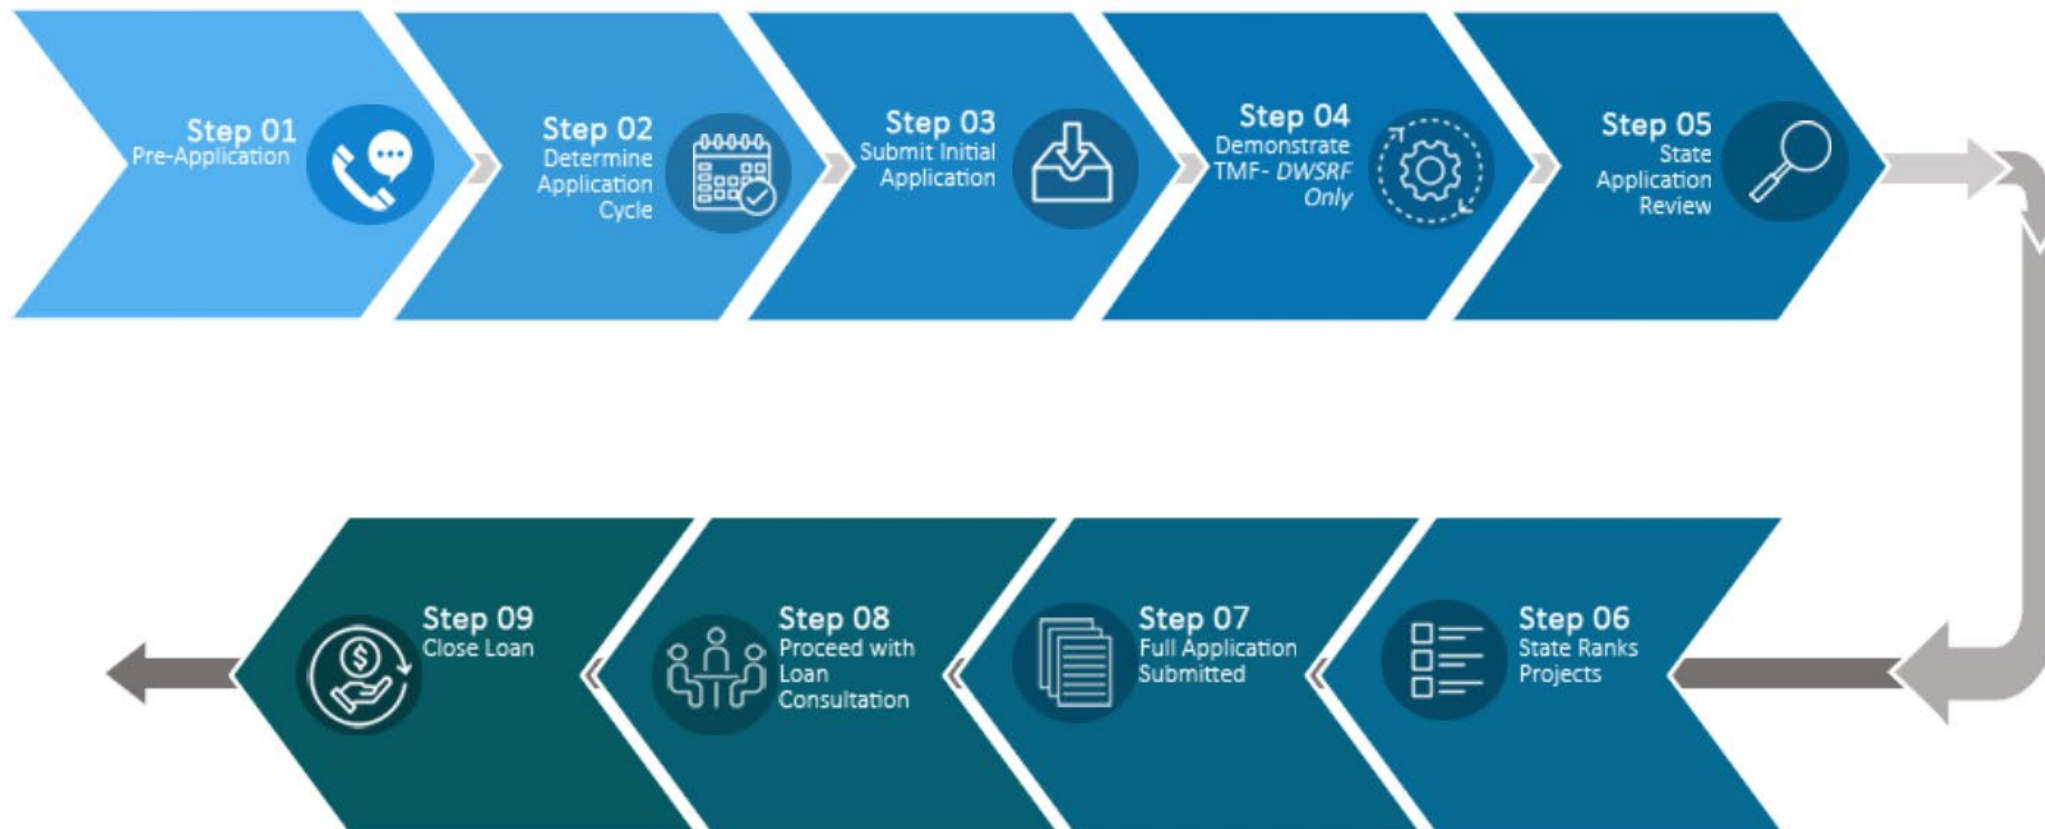 Step 01
Pre-Application
Step 02
Determine
Application
Cycle
Step 03
Submit Initial
Application
Step 04
Demonstrate
TMF- DWSRF
Only
Step 05
State
Application
Review
Step 06
State Ranks
Projects
Step 07
Full Application
Submitted
Step 08
Proceed with
Loan
Consultation
Step 09
Close Loan